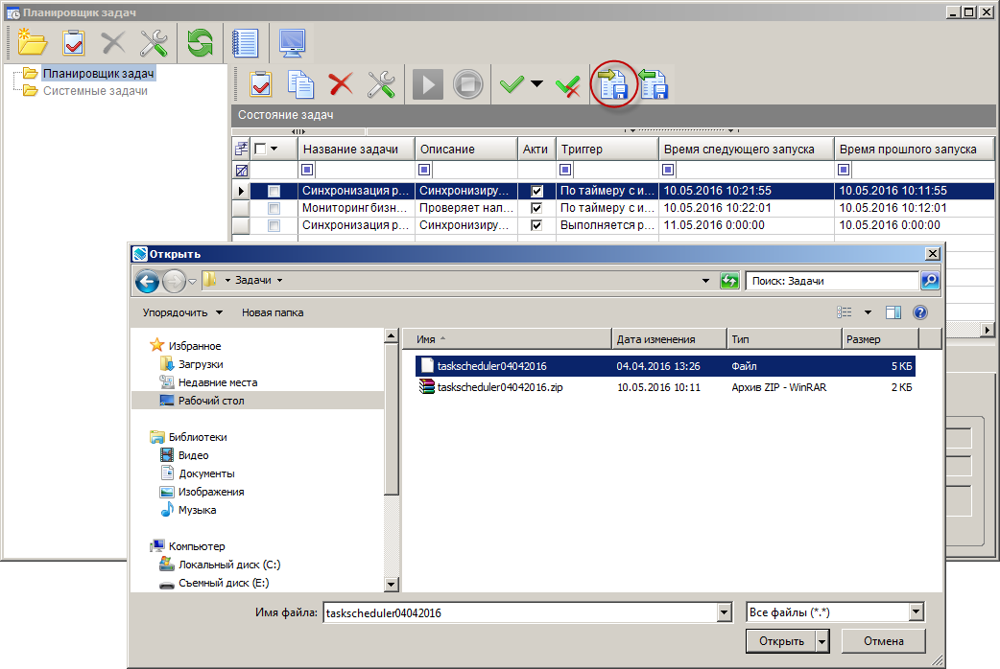 Планировщик задач
Планировщик задач
Системные задачи
Состояние задач
Название задачи Описание Акти Триггер Время следующего запуска Время прошлого запуска
Синхронизация р... Синхронизиру... По таймеру с и... 10.05.2016 10:21:55 10.05.2016 10:11:55
Мониторинг бизн... Проверяет нал... По таймеру с и... 10.05.2016 10:22:01 10.05.2016 10:12:01
Синхронизация р... Синхронизиру... Выполняется р... 11.05.2016 0:00:00 10.05.2016 0:00:00
Открыть
Задачи
Поиск: Задачи
Упорядочить Новая папка
Имя Дата изменения Тип Размер
taskscheduler04042016 04.04.2016 13:26 Файл 5 КБ
taskscheduler04042016.zip 10.05.2016 10:11 Архив ZIP - WinRAR 2 КБ
Избранное
Загрузки
Недавние места
Рабочий стол
Библиотеки
Видео
Документы
Изображения
Музыка
Компьютер
Локальный диск (C:)
Съемный диск (E:)
Имя файла: taskscheduler04042016 Все файлы (*.*)
Открыть Отмена